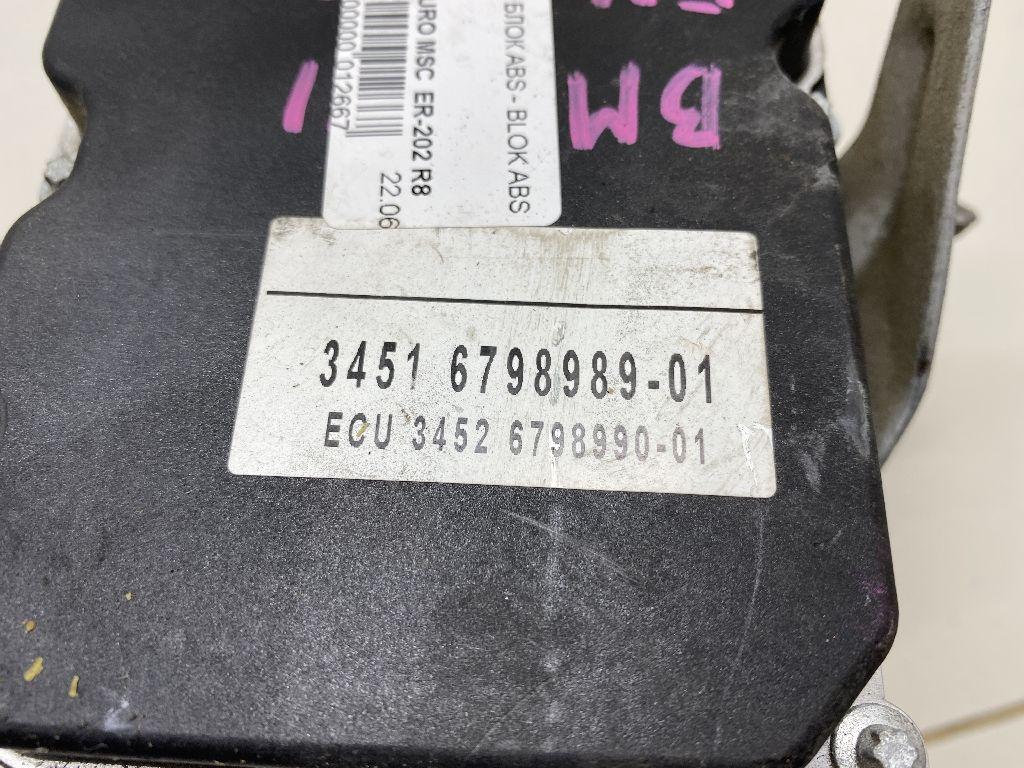 БЛОК ABS - BLOK ABS
URO MSC ER-202 R8
012667
22.06
BM
3451 6798989-01
ECU 3452 6798990-01